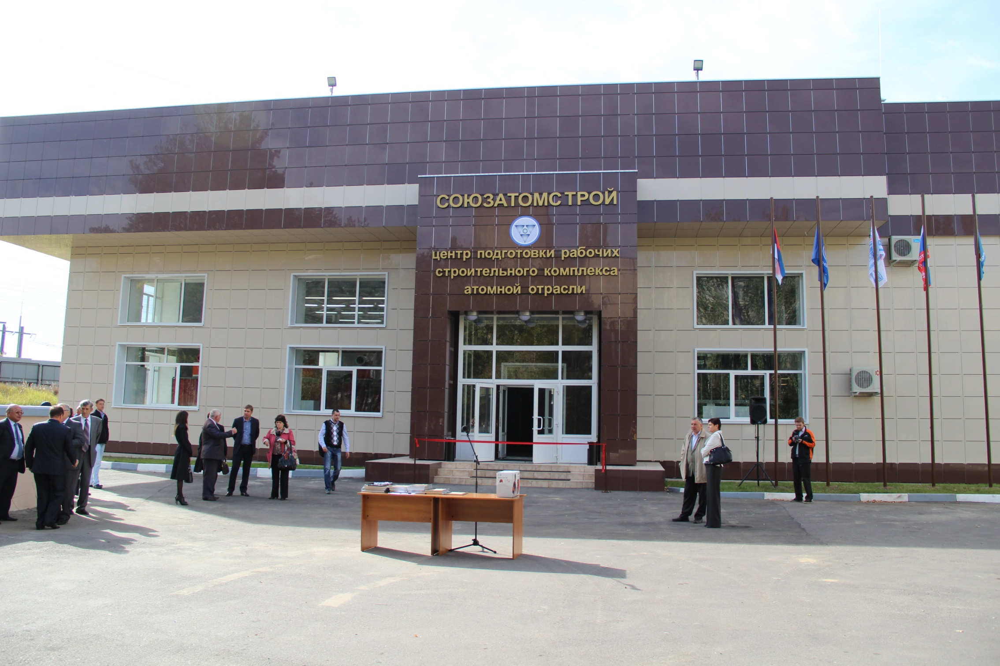 СОЮЗАТОМСТРОЙ
центр подготовки рабочих
строительного комплекса
атомной отрасли